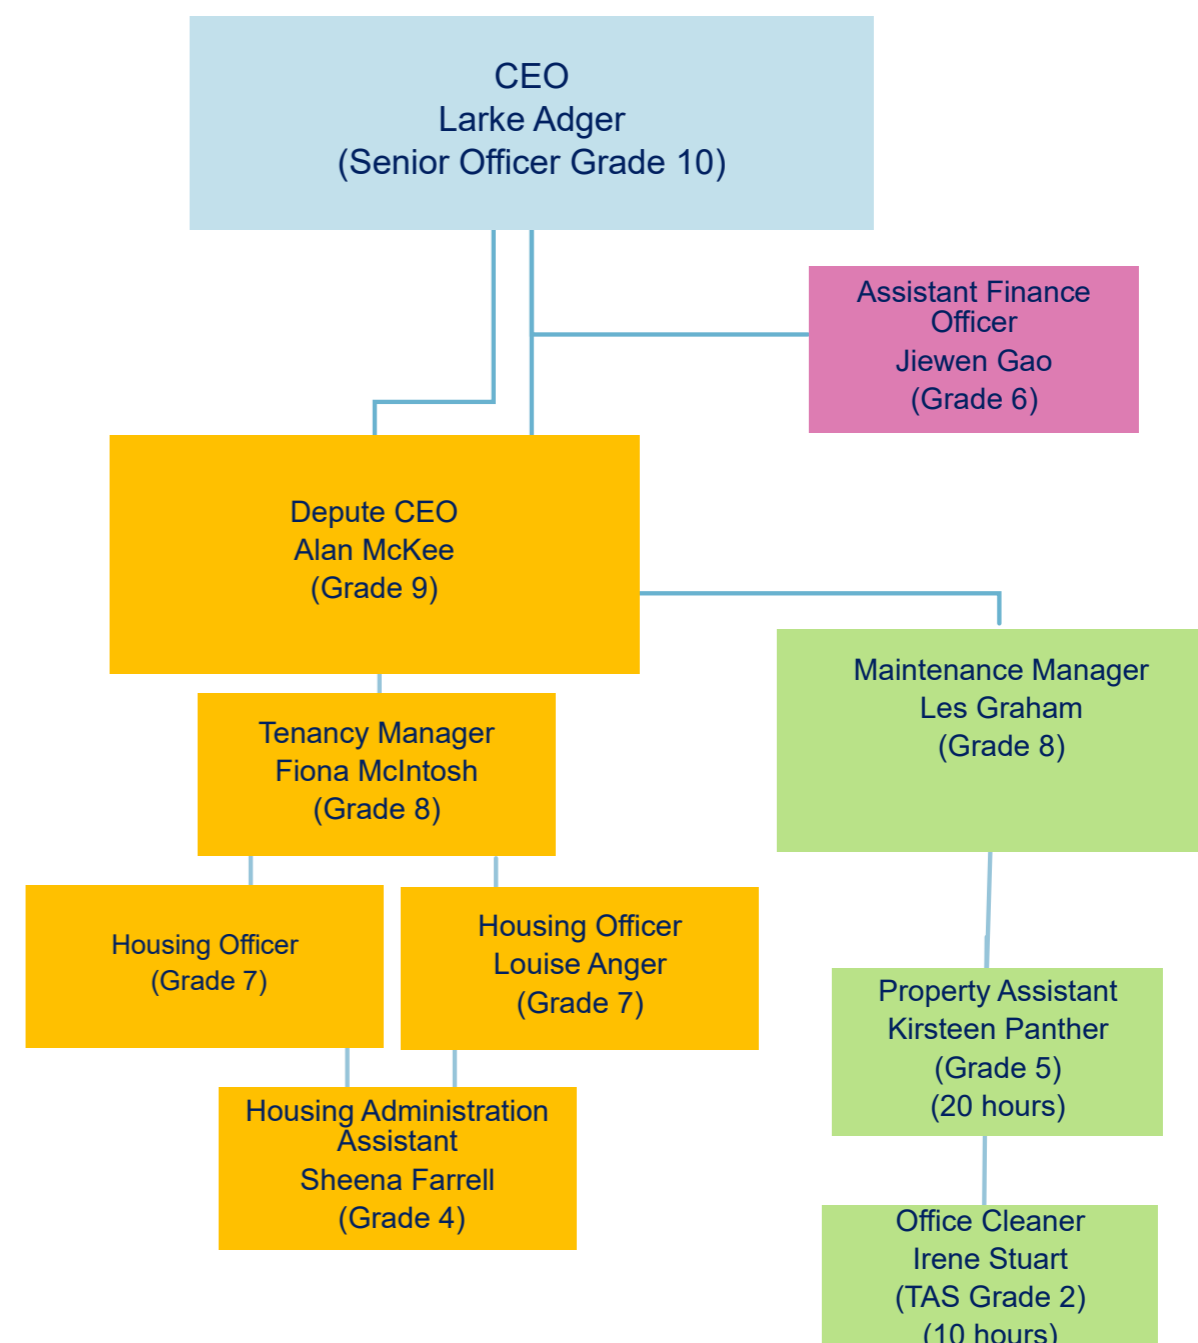 CEO
Larke Adger
(Senior Officer Grade 10)
Assistant Finance
Officer
Jiewen Gao
(Grade 6)
Depute CEO
Alan McKee
(Grade 9)
Maintenance Manager
Les Graham
(Grade 8)
Tenancy Manager
Fiona McIntosh
(Grade 8)
Housing Officer
(Grade 7)
Housing Officer
Louise Anger
(Grade 7)
Property Assistant
Kirsteen Panther
(Grade 5)
(20 hours)
Housing Administration
Assistant
Sheena Farrell
(Grade 4)
Office Cleaner
Irene Stuart
(TAS Grade 2)
(10 hours)